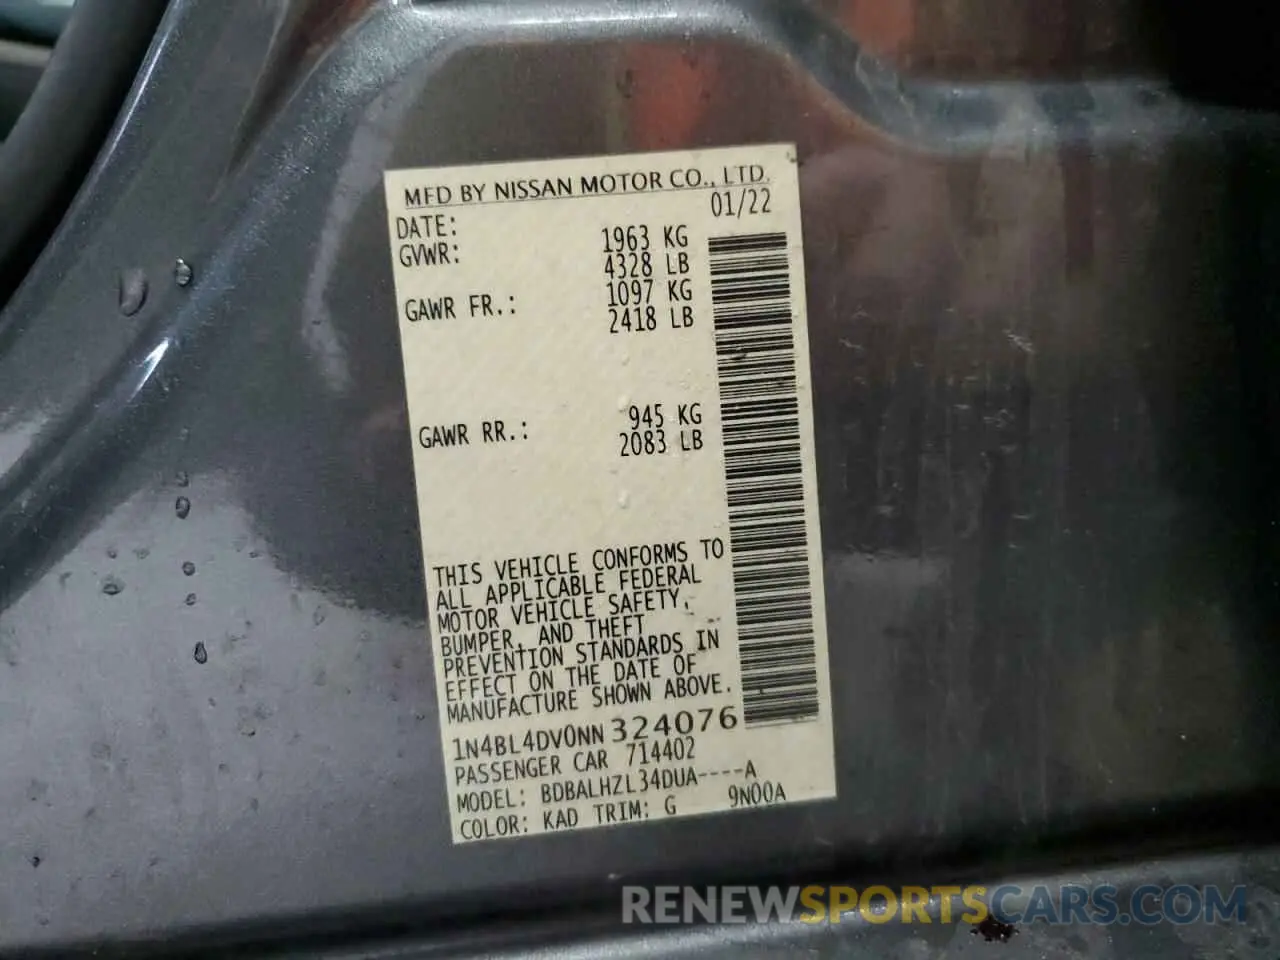 MFD BY NISSAN MOTOR CO., LTD.
DATE: 01/22
GVWR: 1963 KG
4328 LB
GAWR FR.: 1097 KG
2418 LB
GAWR RR.: 945 KG
2083 LB
THIS VEHICLE CONFORMS TO
ALL APPLICABLE FEDERAL
MOTOR VEHICLE SAFETY,
BUMPER, AND THEFT
PREVENTION STANDARDS IN
EFFECT ON THE DATE OF
MANUFACTURE SHOWN ABOVE.
1N4BL4DV0NN324076
PASSENGER CAR 714402
MODEL: BDBALHZL34DUA----A
COLOR: KAD TRIM: G 9N00A
RENEWSPORTSCARS.COM